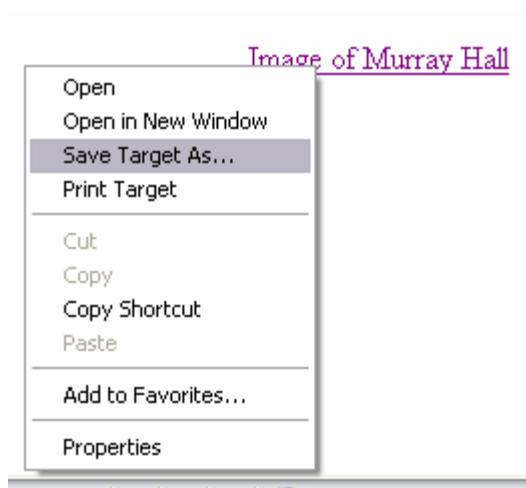 Image of Murray Hall
Open
Open in New Window
Save Target As...
Print Target
Cut
Copy
Copy Shortcut
Paste
Add to Favorites...
Properties